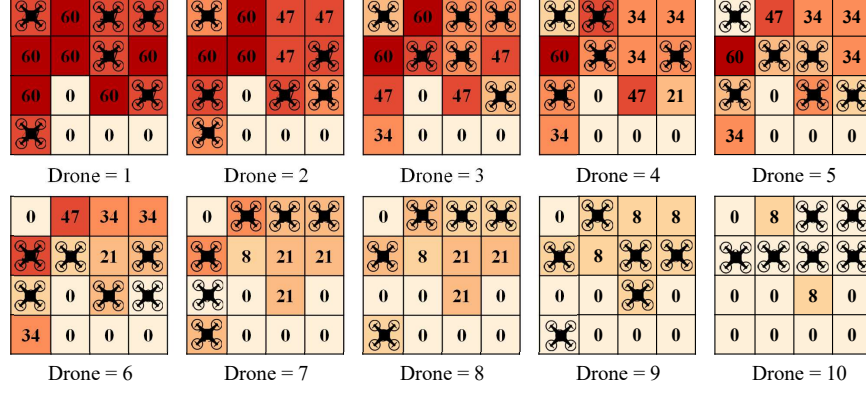 60 60 47 47 60 34 34 47 34 34
60 60 60 60 60 47 60 47 60 34 60 34
60 0 60 0 47 0 47 0 47 21 0
0 0 0 0 0 0 34 0 0 0 34 0 0 0 34 0 0 0
Drone = 1 Drone = 2 Drone = 3 Drone = 4 Drone = 5
0 47 34 34 0 0 0 8 8 0 8
21 8 21 21 8 21 21 8
0 0 21 0 0 0 21 0 0 0 0 0 0 8 0
34 0 0 0 0 0 0 0 0 0 0 0 0 0 0 0 0
Drone = 6 Drone = 7 Drone = 8 Drone = 9 Drone = 10